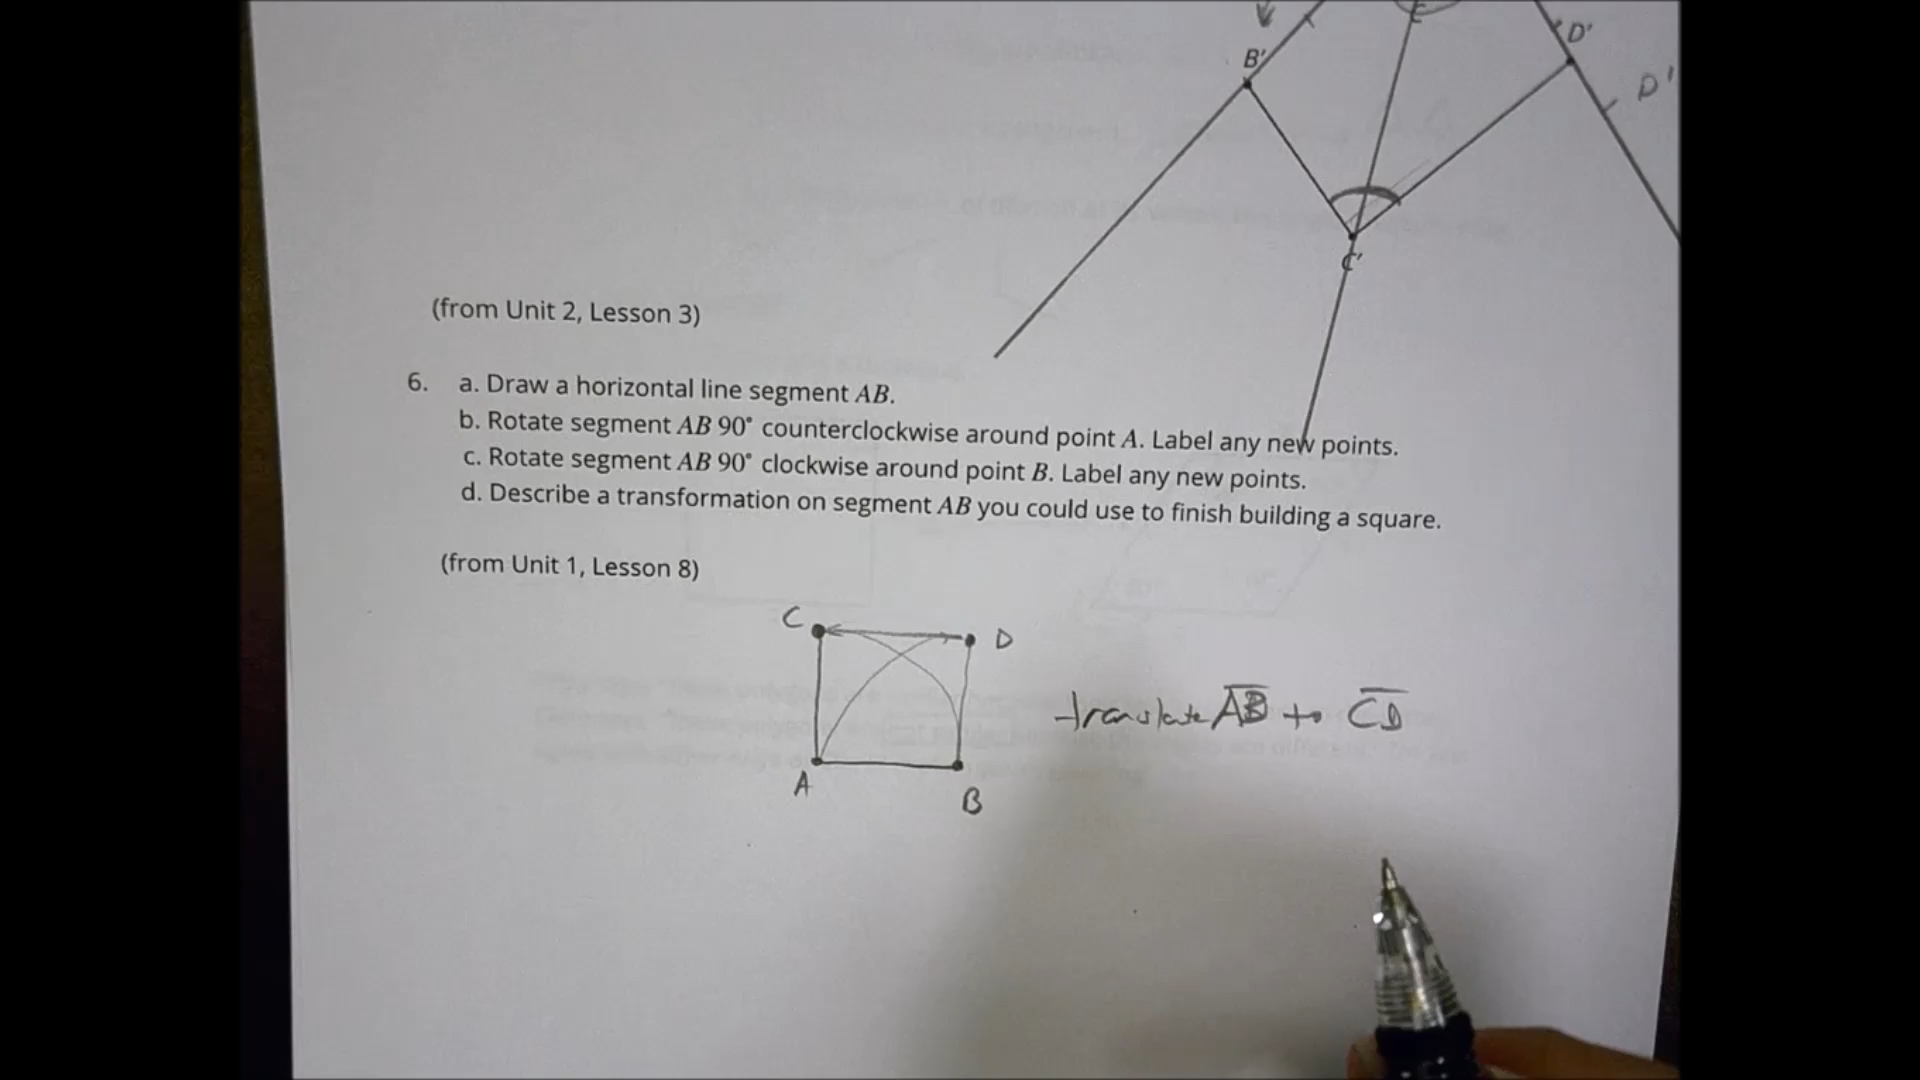 E
D'
B'
D'
C'
(from Unit 2, Lesson 3)
6. a. Draw a horizontal line segment AB.
b. Rotate segment AB 90° counterclockwise around point A. Label any new points.
c. Rotate segment AB 90° clockwise around point B. Label any new points.
d. Describe a transformation on segment AB you could use to finish building a square.
(from Unit 1, Lesson 8)
C
D
translate AB to CD
A
B